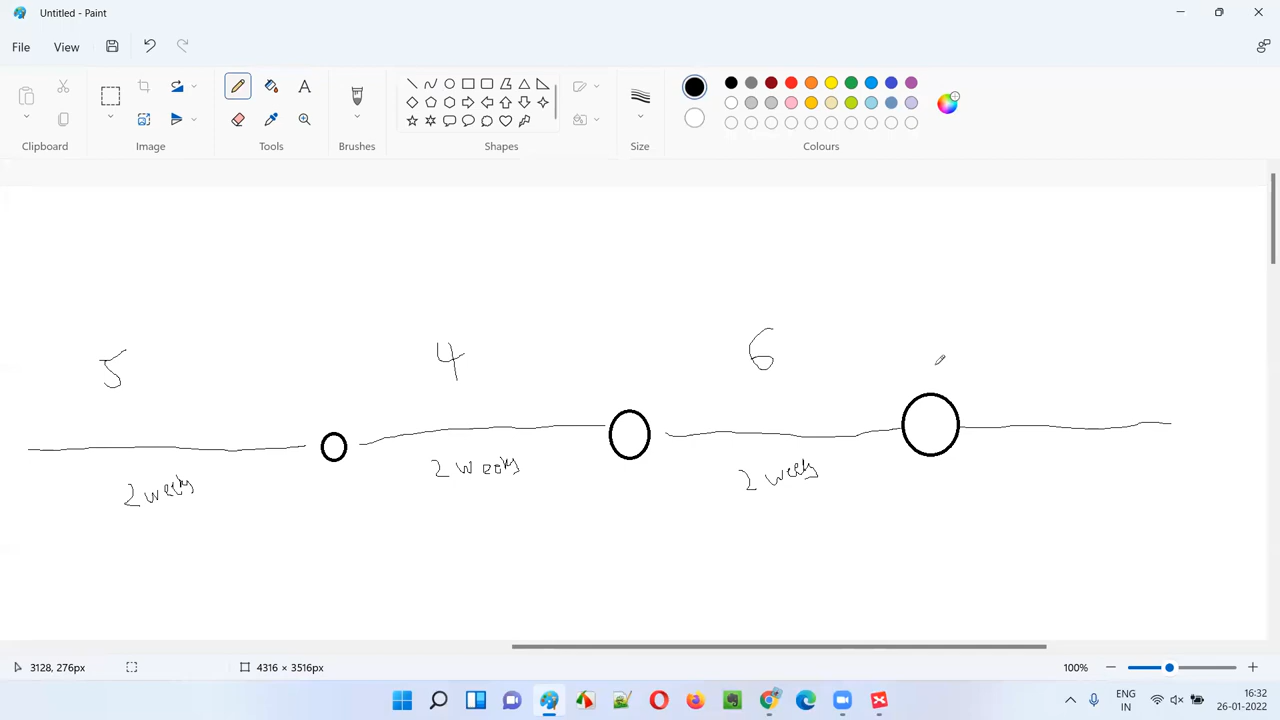 Untitled - Paint
File View
Clipboard Image Tools Brushes Shapes Size Colours
5 4 6
2 weeks 2 weeks 2 weeks
3128, 276px 4316 × 3516px 100%
ENG 16:32
IN 26-01-2022